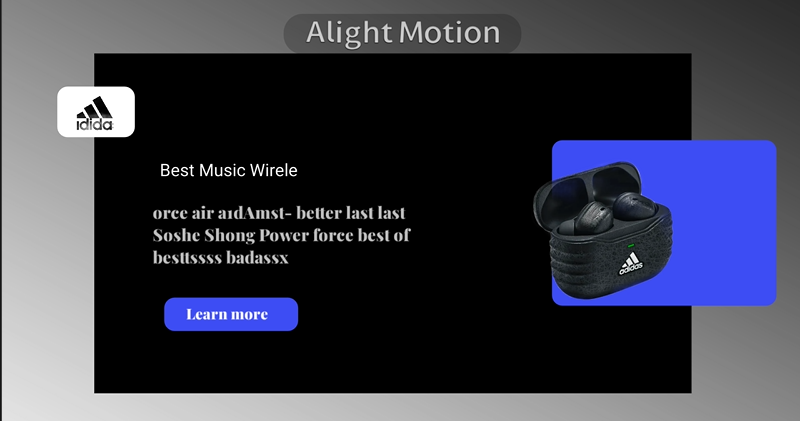 Alight Motion
idida
Best Music Wirele
orce air a1dAmst- better last last
Soshe Shong Power force best of
besttssss badassx
Learn more
adidas